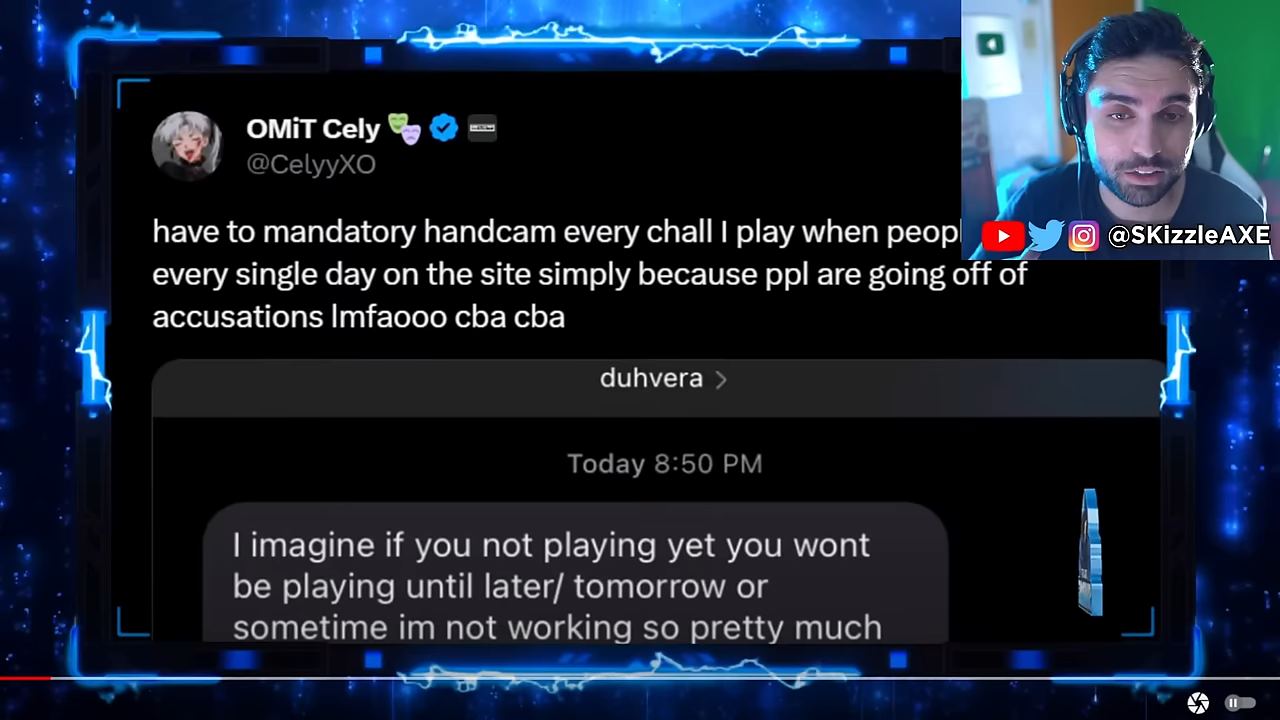 OMiT Cely
@CelyyXO
have to mandatory handcam every chall I play when
every single day on the site simply because ppl are going off of
accusations lmfaooo cba cba
@SKizzleAXE
duhvera
Today 8:50 PM
I imagine if you not playing yet you wont
be playing until later/ tomorrow or
sometime im not working so pretty much